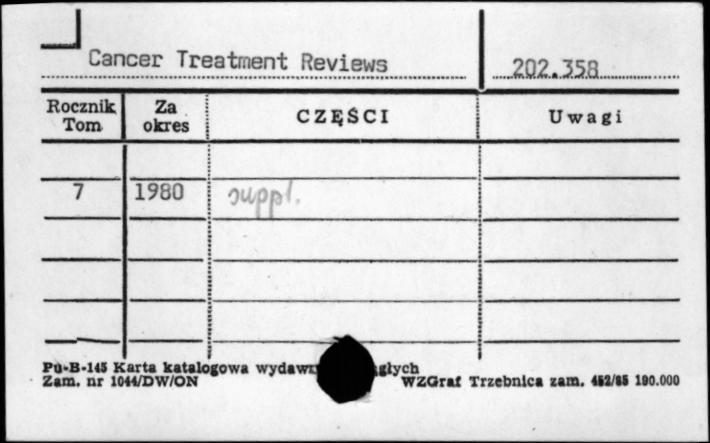 Cancer Treatment Reviews 202.358
Rocznik Tom Za okres CZĘŚCI Uwagi
7 1980 suppl.
Pu-B-145 Karta katalogowa
Zam. nr 1044/DW/ON WZGraf Trzebnica zam. 452/85 190.000